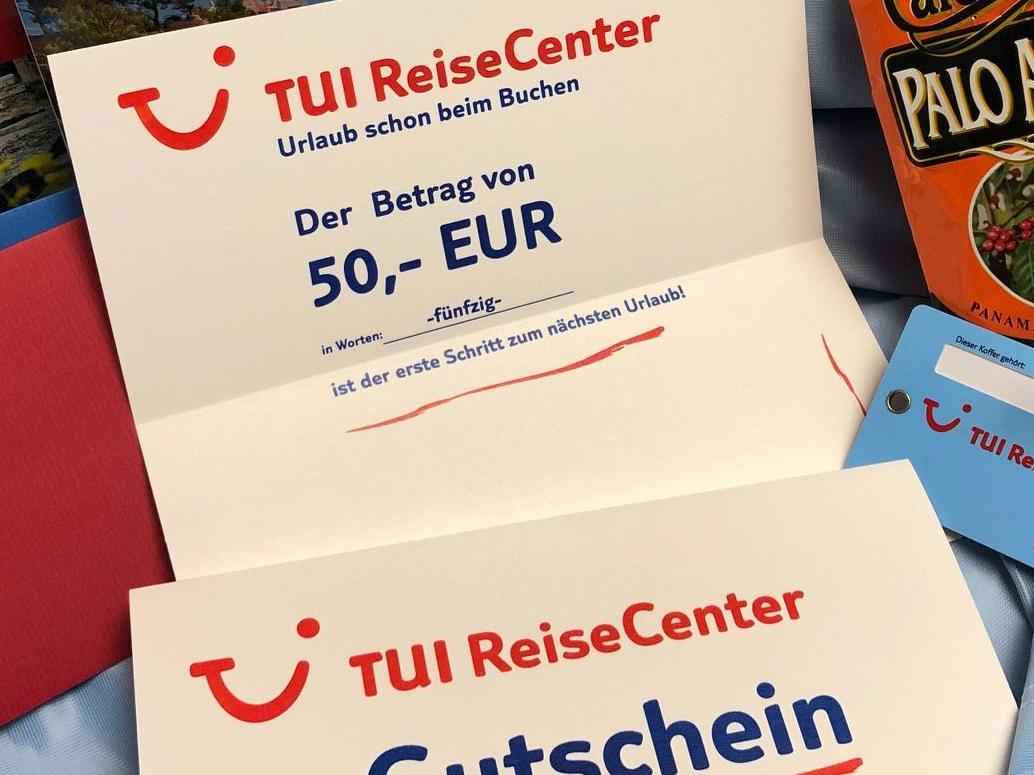 TUI ReiseCenter
Urlaub schon beim Buchen
Der Betrag von
50,- EUR
in Worten: -fünfzig-
ist der erste Schritt zum nächsten Urlaub!
TUI ReiseCenter
Gutschein
PALO
PANAM
Dieser Koffer gehört:
TUI Re